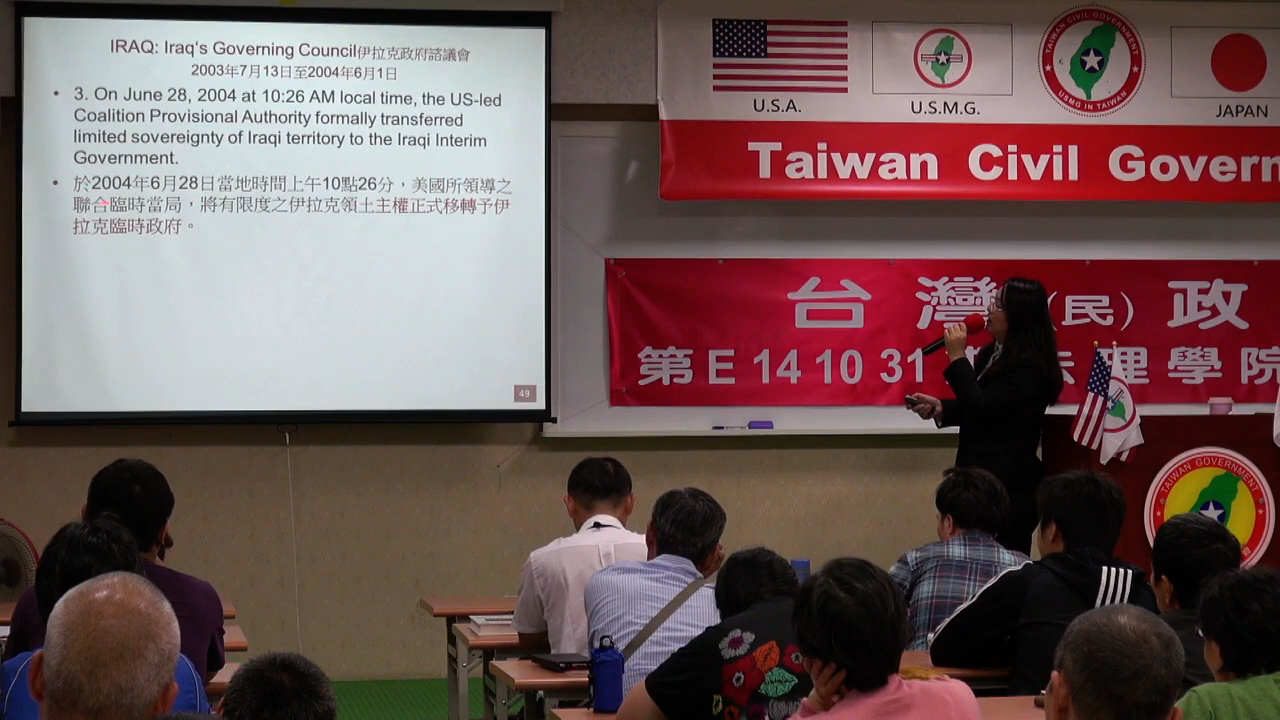 IRAQ: Iraq's Governing Council伊拉克政府諮議會
2003年7月13日至2004年6月1日
• 3. On June 28, 2004 at 10:26 AM local time, the US-led
Coalition Provisional Authority formally transferred
limited sovereignty of Iraqi territory to the Iraqi Interim
Government.
• 於2004年6月28日當地時間上午10點26分，美國所領導之
聯合臨時當局，將有限度之伊拉克領土主權正式移轉予伊
拉克臨時政府。
49
U.S.A.
U.S.M.G.
TAIWAN CIVIL GOVERNMENT
USMG IN TAIWAN
JAPAN
Taiwan Civil Govern
台灣（民）政
第E 14 10 31 法理學院
TAIWAN GOVERNMENT